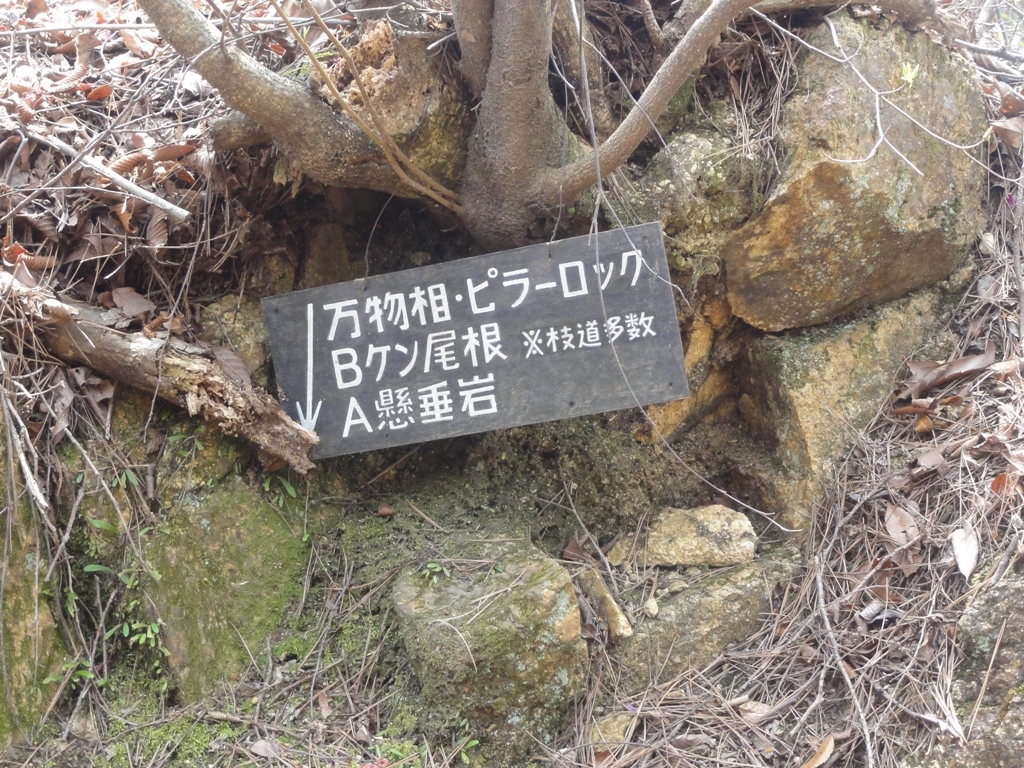 ↓万物相・ピラーロック
Bケン尾根 ※枝道多数
A懸垂岩